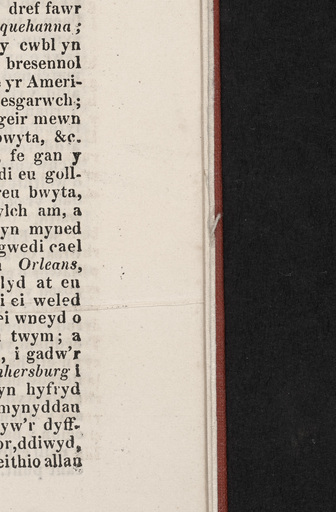 dref fawr
quehanna;
y cwbl yn
bresennol
yr Ameri-
esgarwch;
geir mewn
bwyta, &c.
fe gan y
di eu goll-
eu bwyta,
ylch am, a
yn myned
gwedi cael
Orleans,
lyd at eu
i ei weled
ei wneyd o
twym; a
, i gadw'r
hersburg i
yn hyfryd
mynyddau
yw'r dyff-
or, ddiwyd,
eithio allan